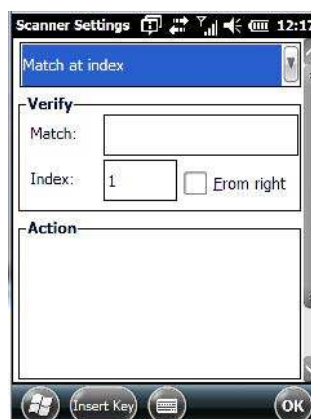 Scanner Settings 12:17
Match at index
Verify
Match:
Index: 1 From right
Action
Insert Key OK